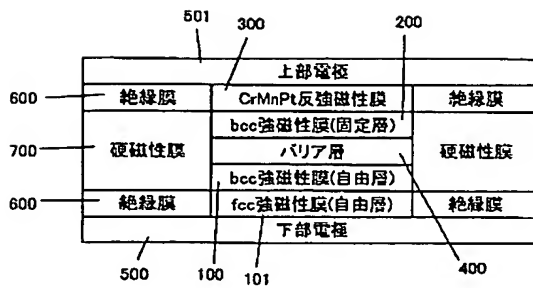 501
300
200
上部電極
600
絶縁膜
CrMnPt反強磁性膜
絶縁膜
bcc強磁性膜(固定層)
700
硬磁性膜
バリア層
硬磁性膜
bcc強磁性膜(自由層)
600
絶縁膜
fcc強磁性膜(自由層)
絶縁膜
下部電極
500
100
101
400